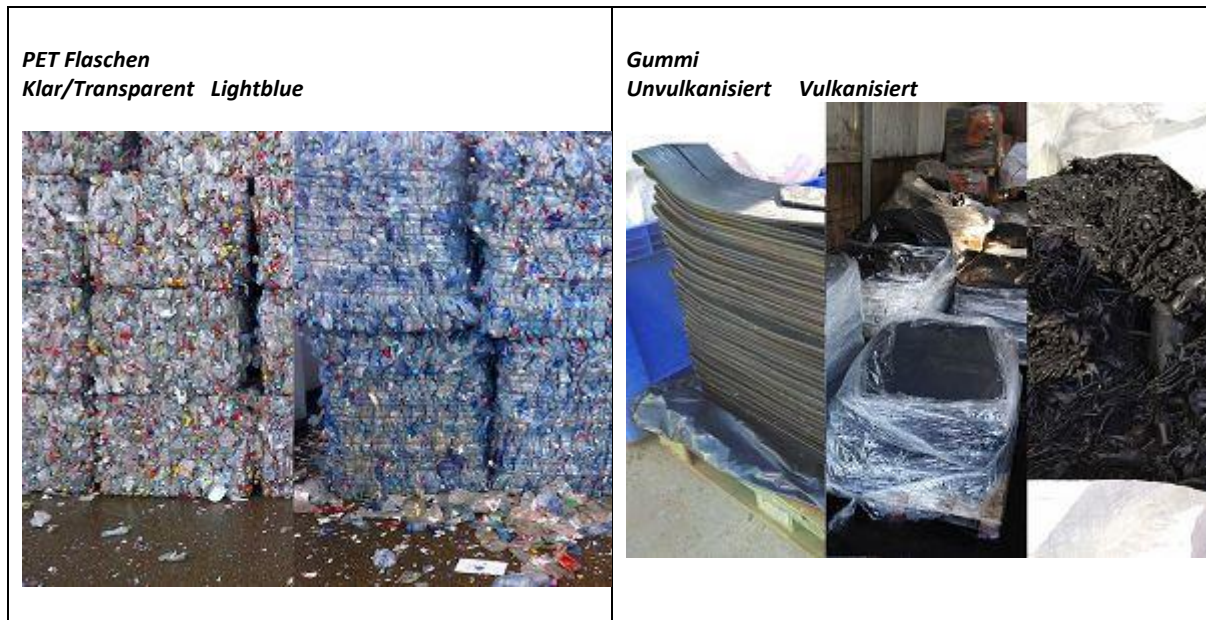 PET Flaschen
Klar/Transparent Lightblue
Gummi
Unvulkanisiert Vulkanisiert